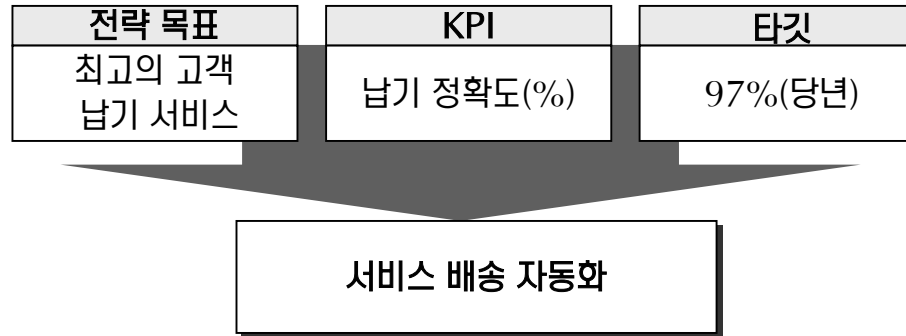 전략 목표
KPI
타깃
최고의 고객
납기 서비스
납기 정확도(%)
97%(당년)
서비스 배송 자동화